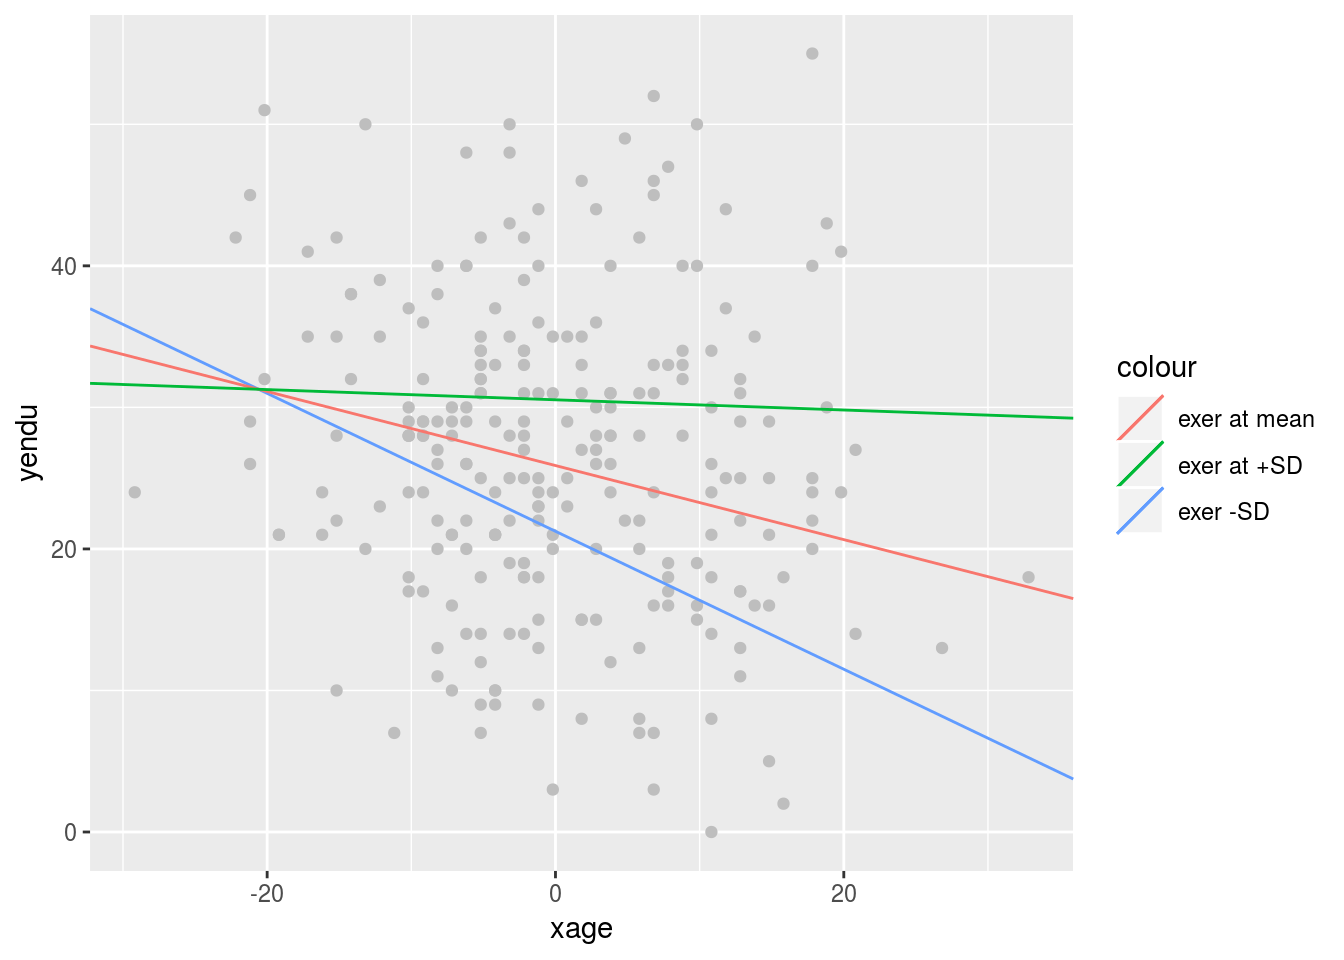 yendu
40
20
0
-20
0
20
xage
colour
exer at mean
exer at +SD
exer -SD